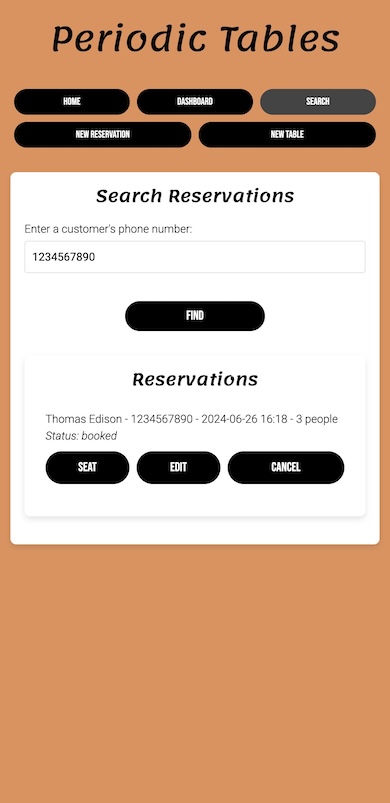 Periodic Tables
HOME DASHBOARD SEARCH
NEW RESERVATION NEW TABLE
Search Reservations
Enter a customer's phone number:
1234567890
FIND
Reservations
Thomas Edison - 1234567890 - 2024-06-26 16:18 - 3 people
Status: booked
SEAT EDIT CANCEL